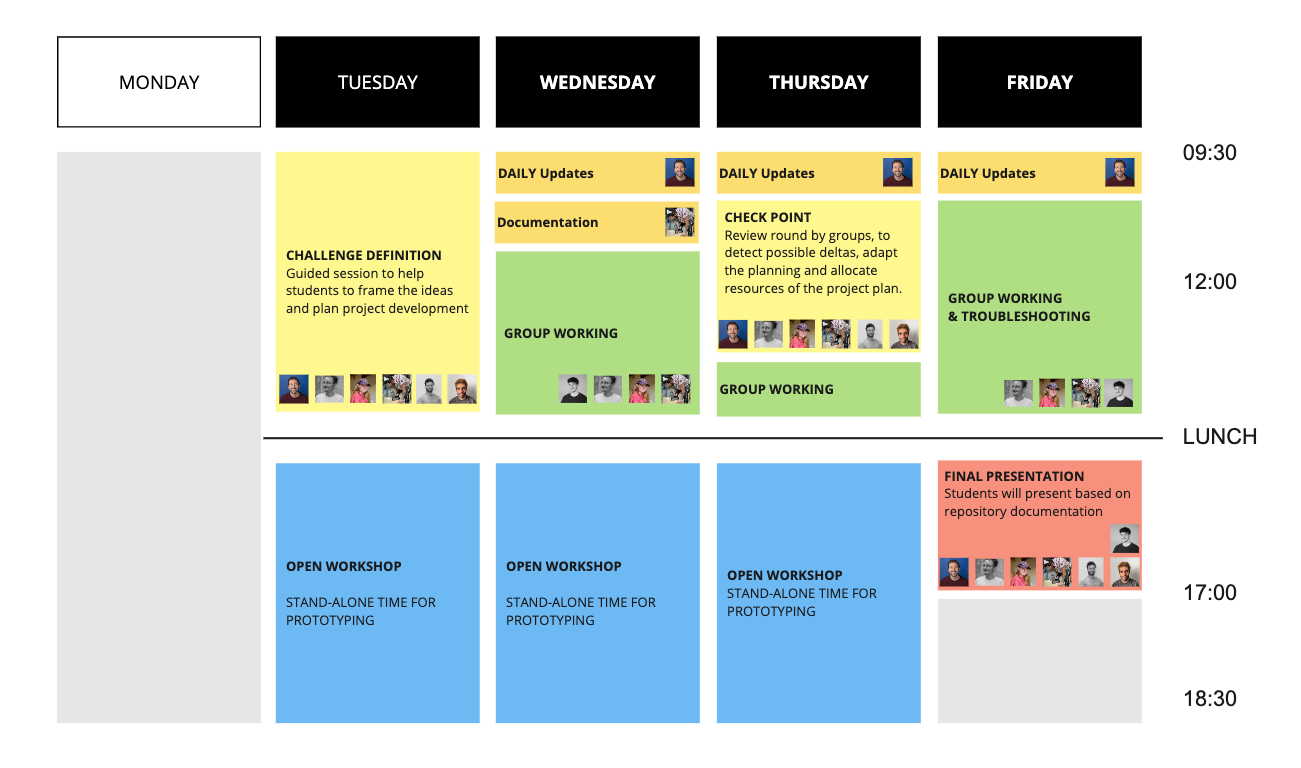 MONDAY
TUESDAY
WEDNESDAY
THURSDAY
FRIDAY
09:30
12:00
LUNCH
17:00
18:30
CHALLENGE DEFINITION
Guided session to help
students to frame the ideas
and plan project development
OPEN WORKSHOP
STAND-ALONE TIME FOR
PROTOTYPING
DAILY Updates
Documentation
GROUP WORKING
OPEN WORKSHOP
STAND-ALONE TIME FOR
PROTOTYPING
DAILY Updates
CHECK POINT
Review round by groups, to
detect possible deltas, adapt
the planning and allocate
resources of the project plan.
GROUP WORKING
OPEN WORKSHOP
STAND-ALONE TIME FOR
PROTOTYPING
DAILY Updates
GROUP WORKING
& TROUBLESHOOTING
FINAL PRESENTATION
Students will present based on
repository documentation